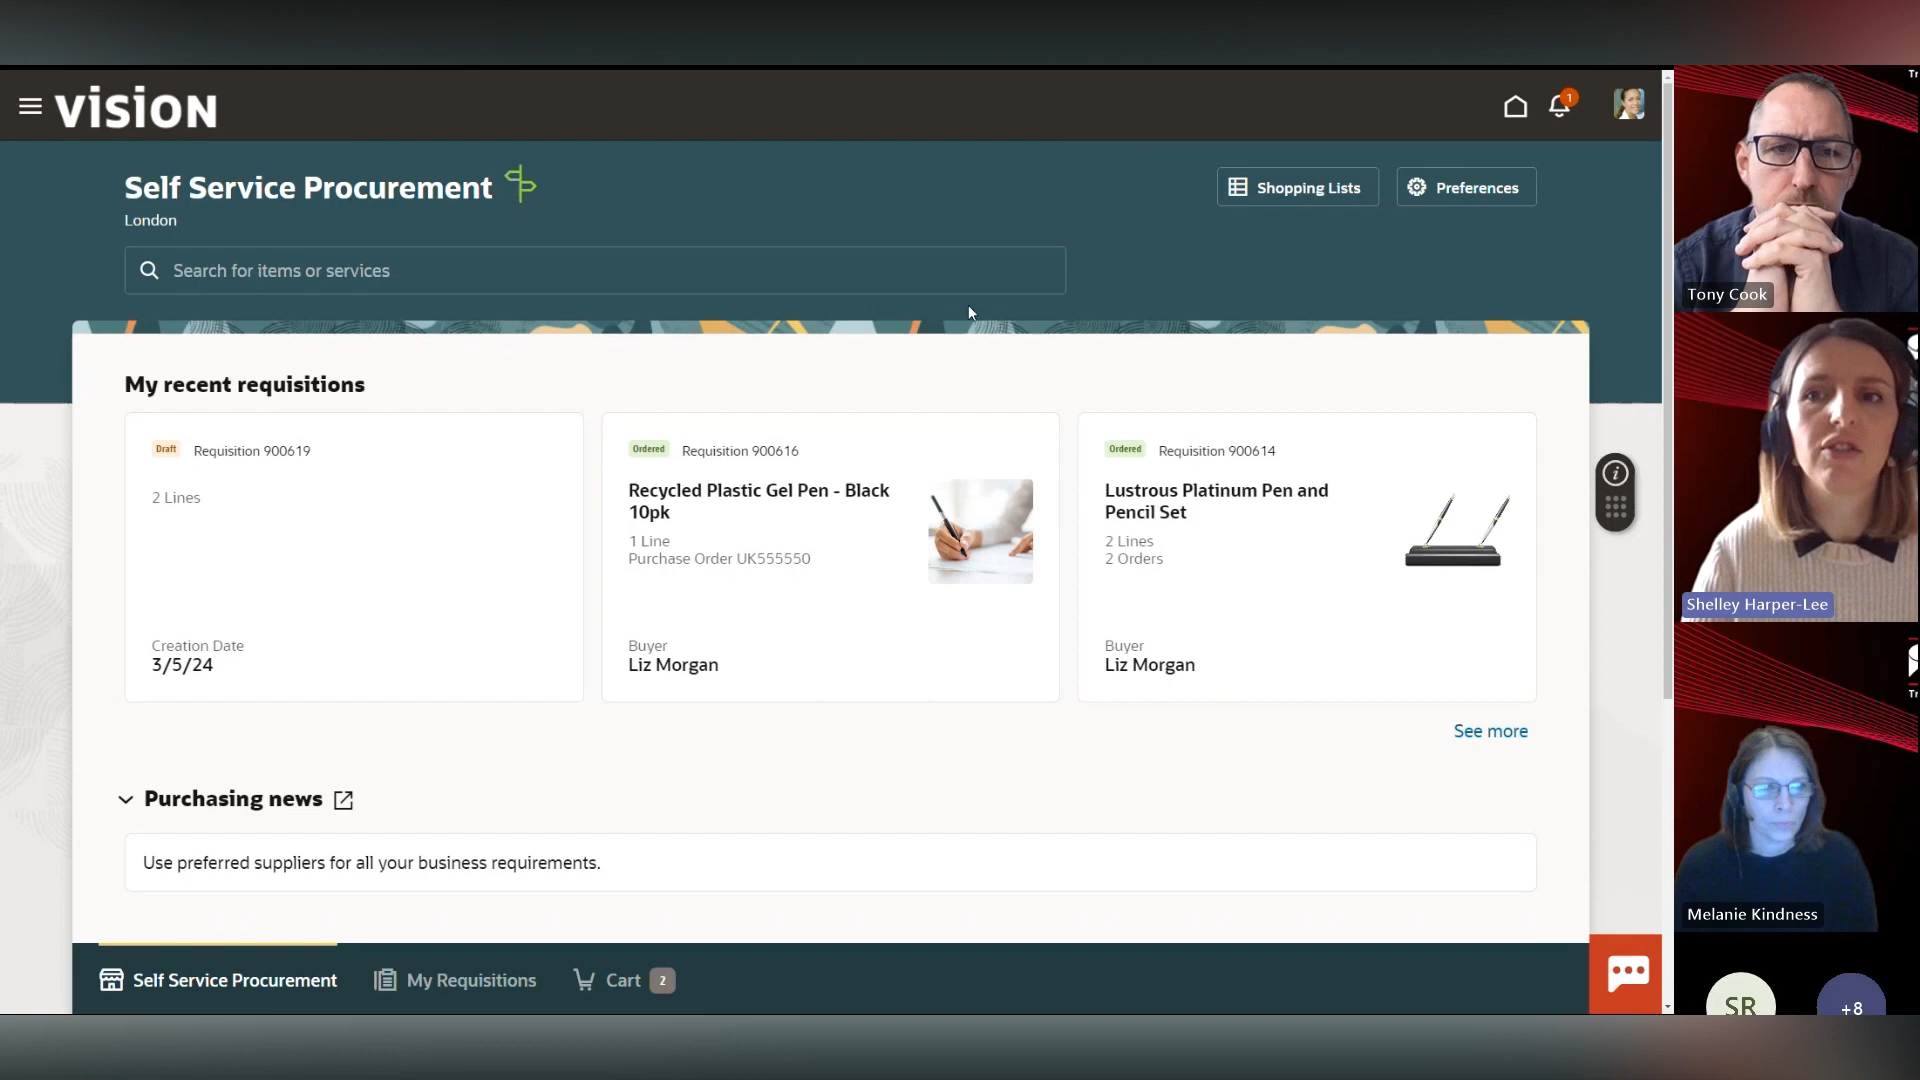 vision
1
Self Service Procurement
London
Shopping Lists
Preferences
Search for items or services
My recent requisitions
Draft
Requisition 900619
2 Lines
Creation Date
3/5/24
Ordered
Requisition 900616
Recycled Plastic Gel Pen - Black
10pk
1 Line
Purchase Order UK555550
Buyer
Liz Morgan
Ordered
Requisition 900614
Lustrous Platinum Pen and
Pencil Set
2 Lines
2 Orders
Buyer
Liz Morgan
See more
Purchasing news
Use preferred suppliers for all your business requirements.
Self Service Procurement
My Requisitions
Cart
2
Tr
Tony Cook
Shelley Harper-Lee
Tr
Melanie Kindness
SR
+8